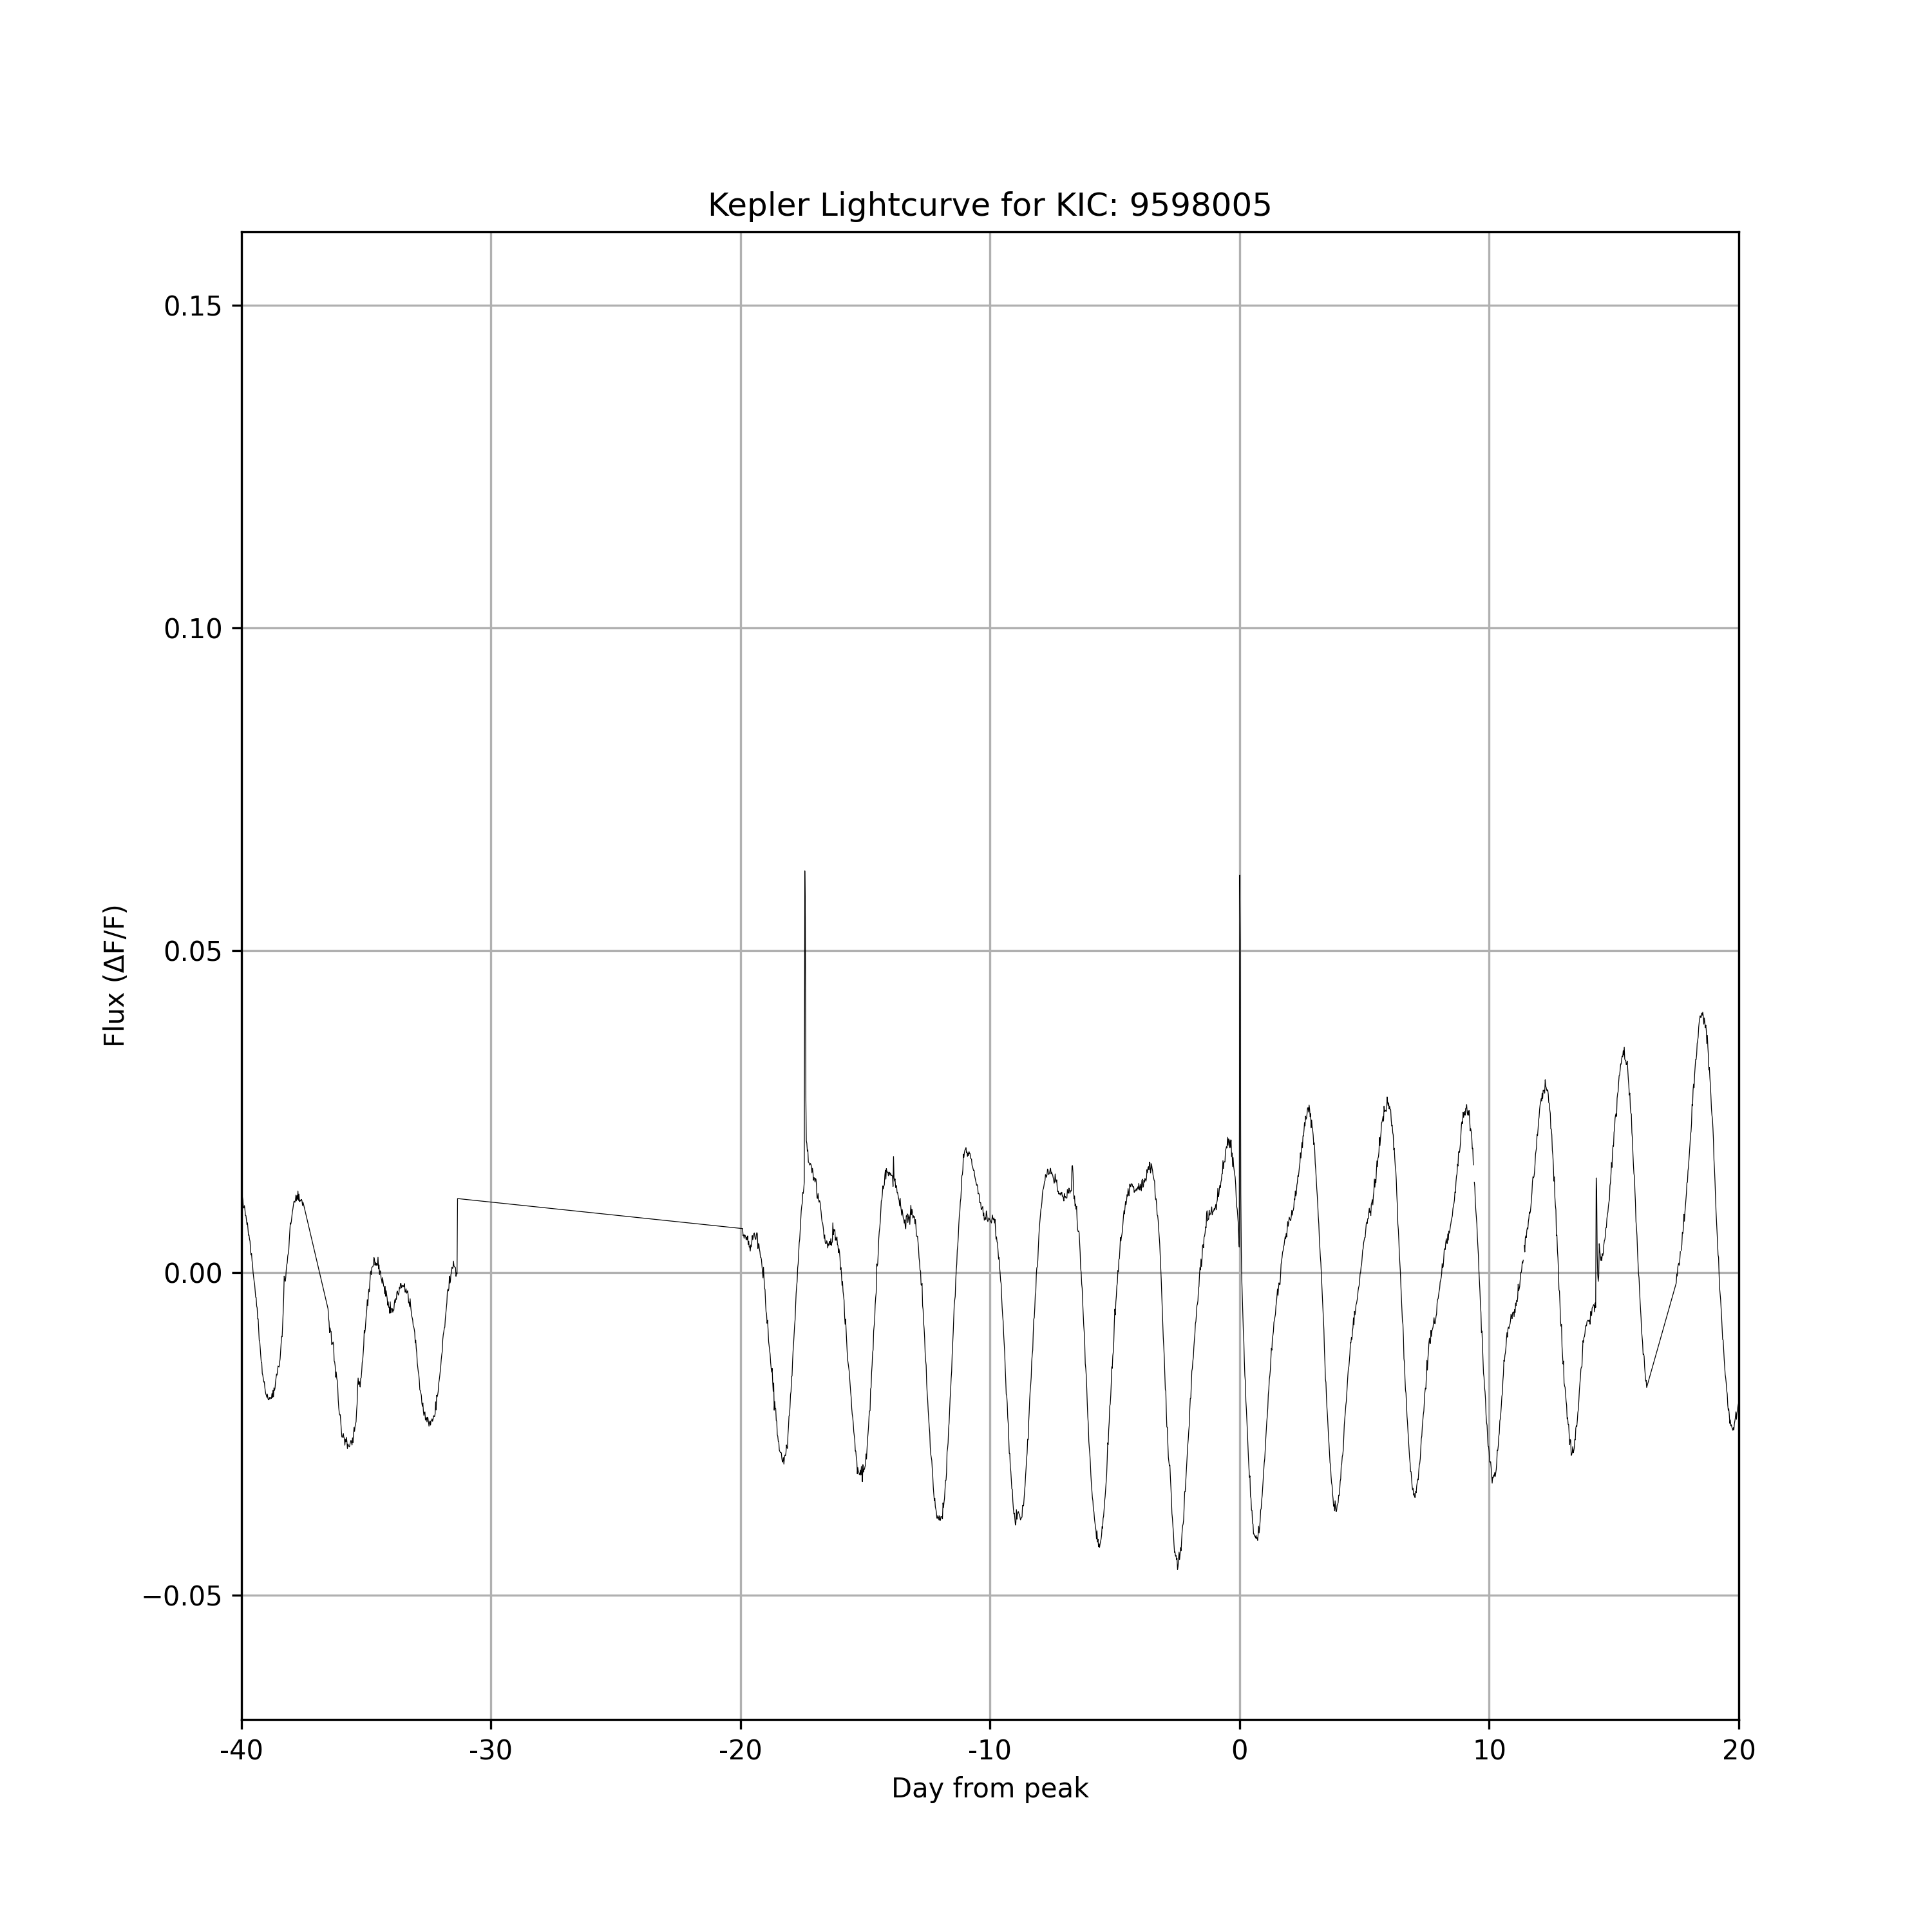 Kepler Lightcurve for KIC: 9598005
0.15
0.10
0.05
0.00
−0.05
Flux (ΔF/F)
-40 -30 -20 -10 0 10 20
Day from peak